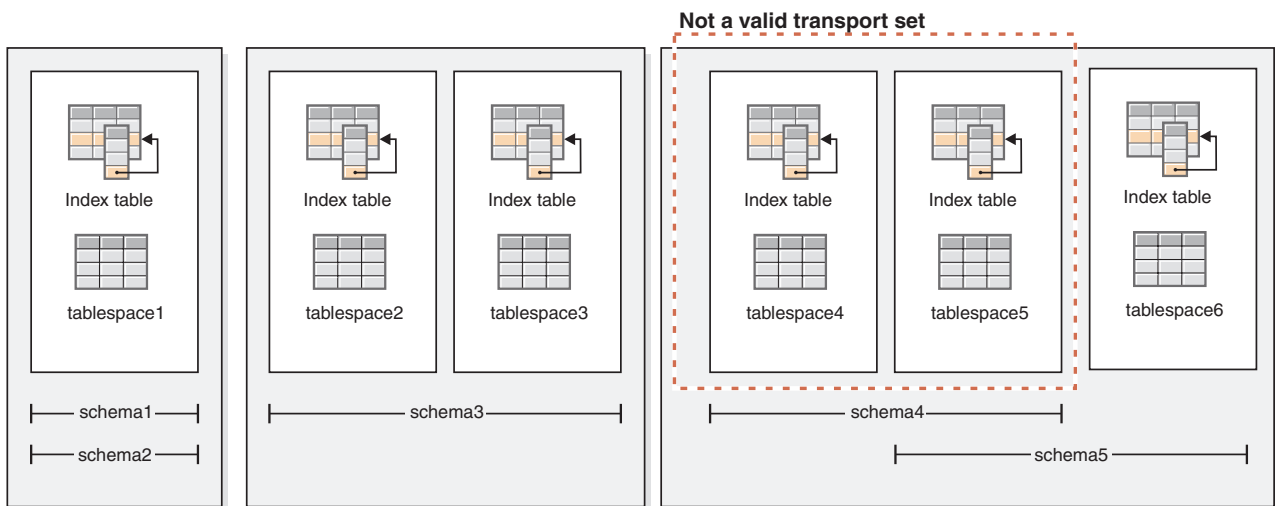 Not a valid transport set
Index table
Index table
Index table
Index table
Index table
Index table
tablespace1
tablespace2
tablespace3
tablespace4
tablespace5
tablespace6
schema1
schema3
schema4
schema2
schema5